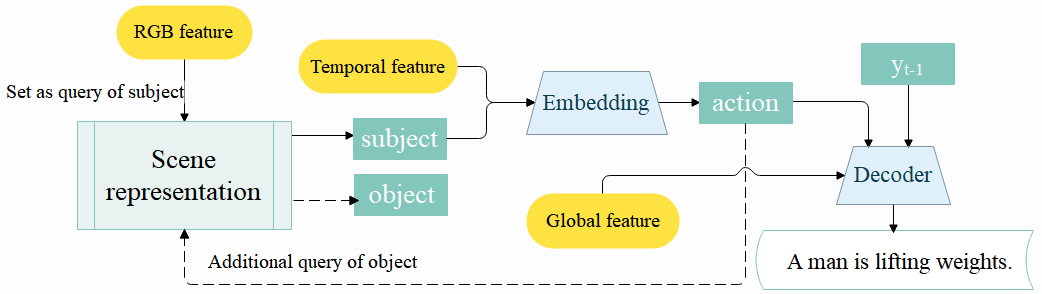 RGB feature
Set as query of subject
Scene
representation
Temporal feature
subject
object
Embedding
action
yt-1
Decoder
Global feature
Additional query of object
A man is lifting weights.